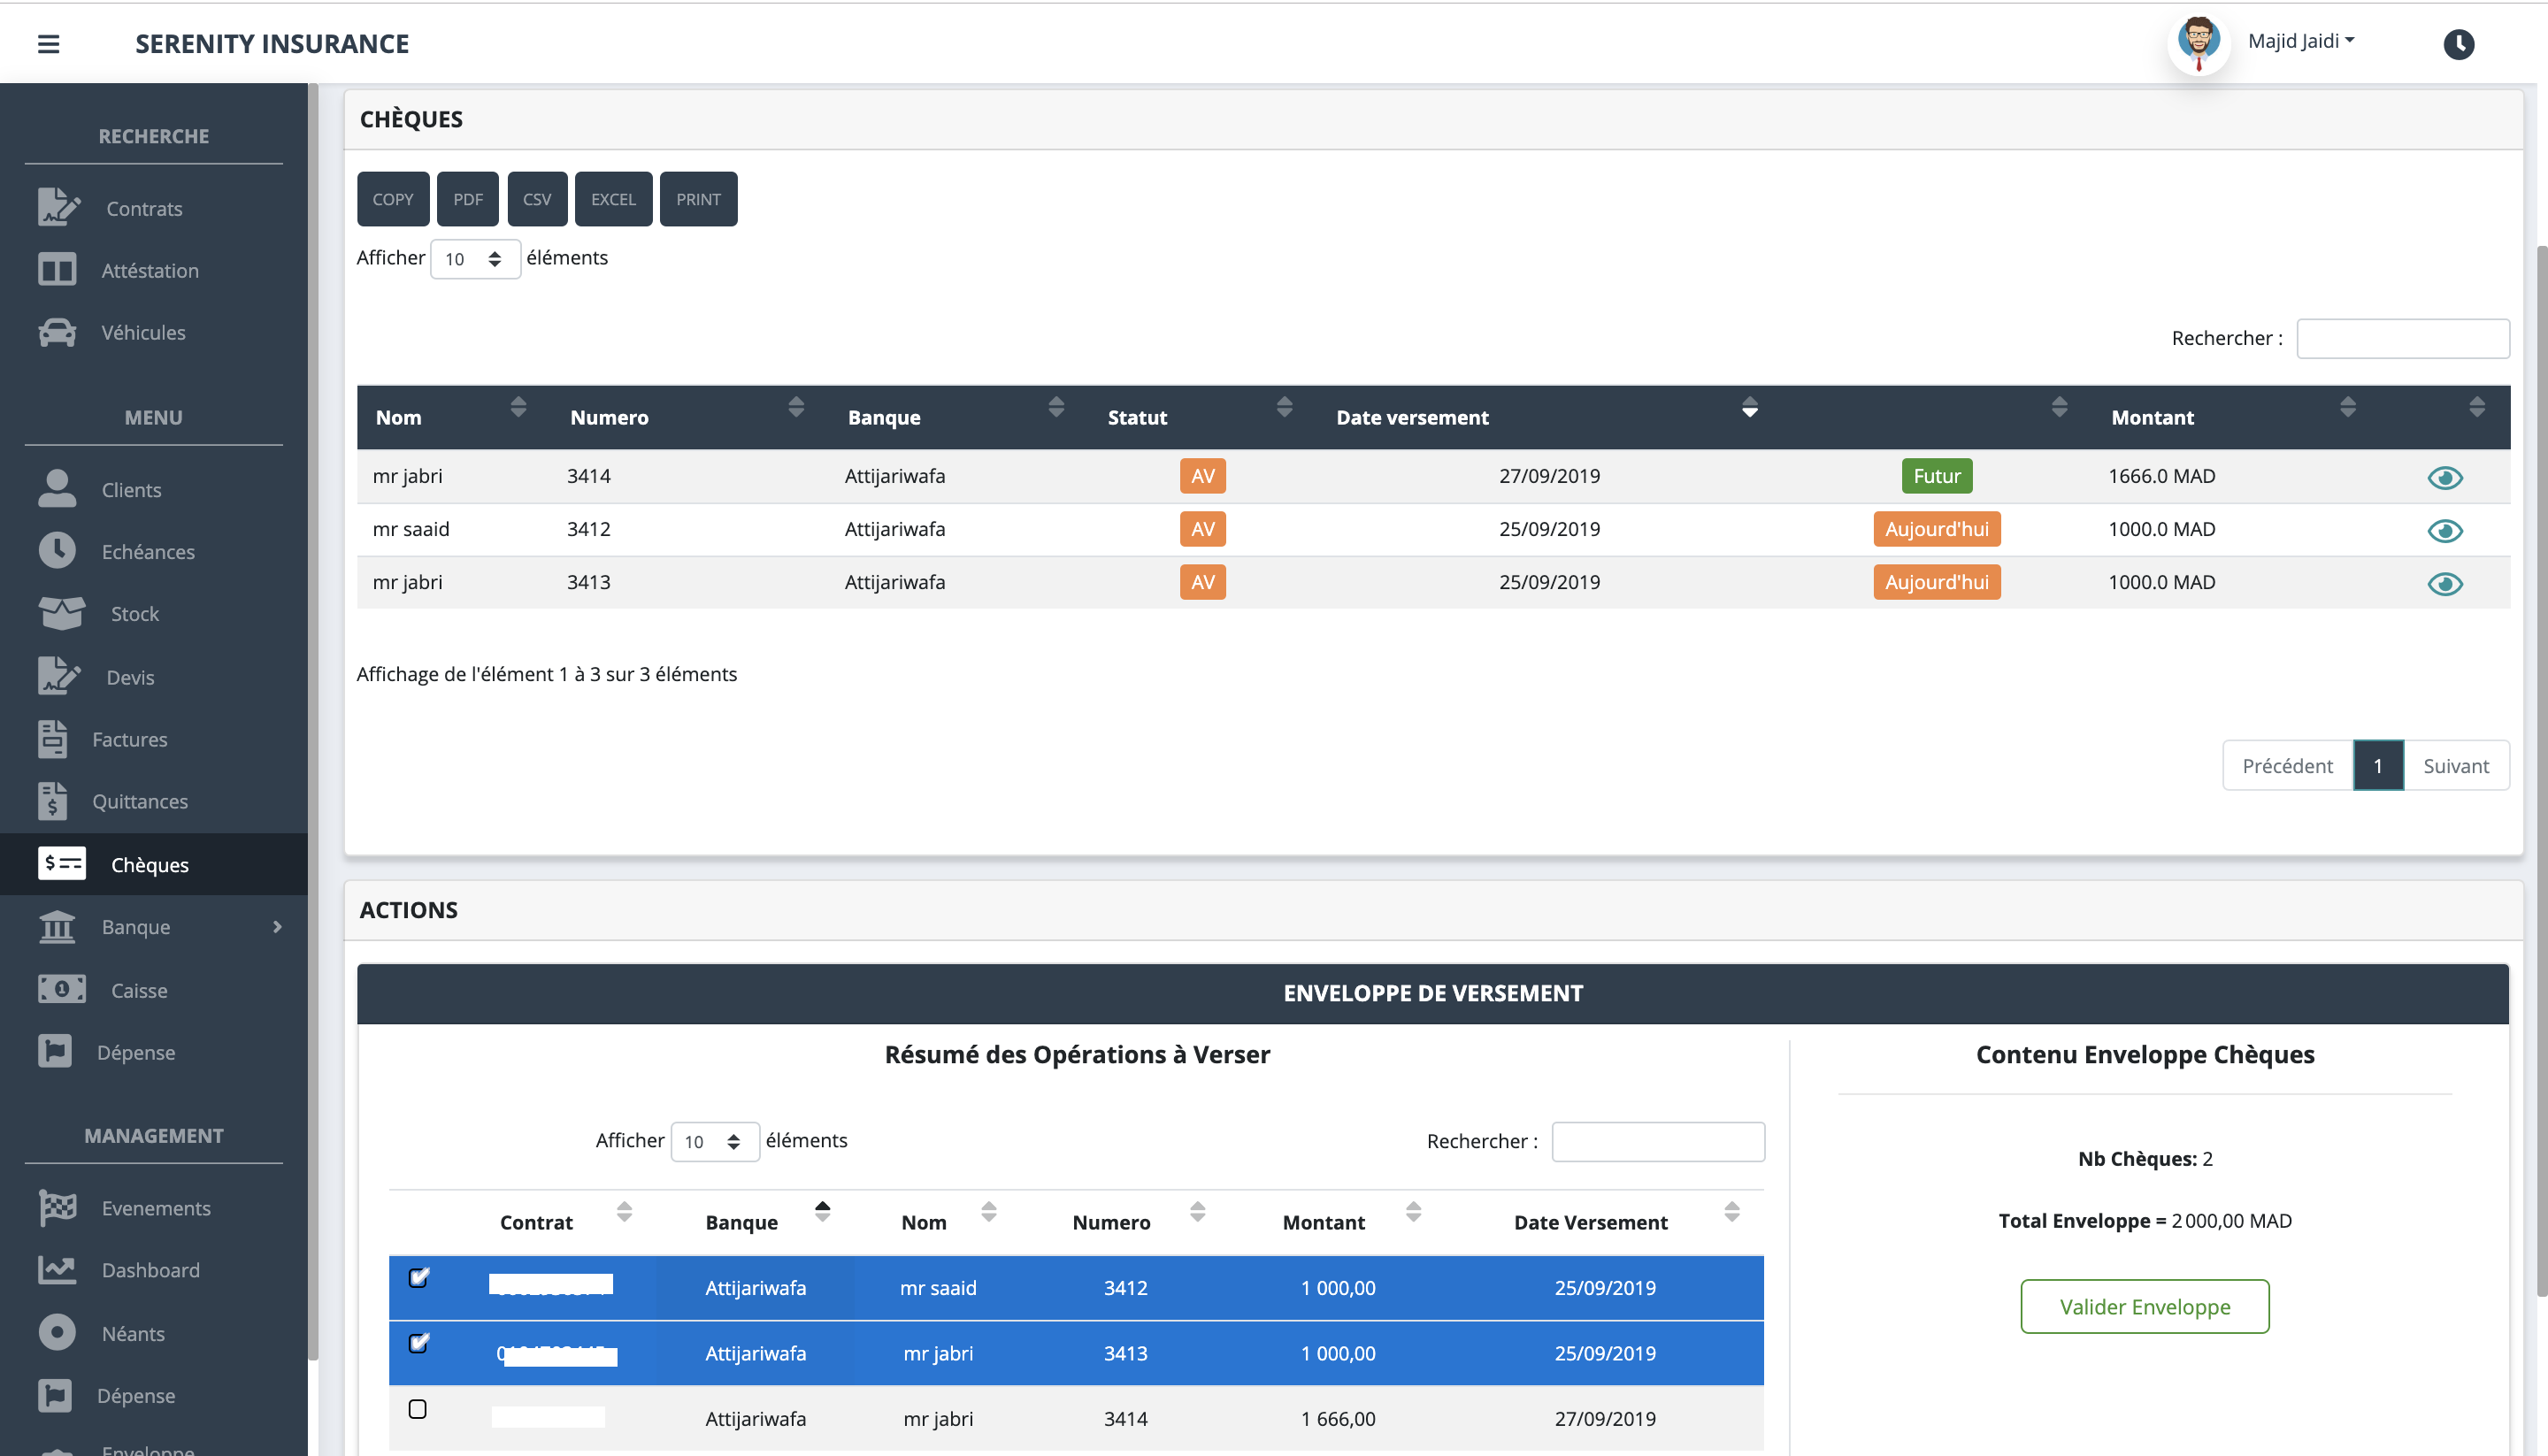 SERENITY INSURANCE
Majid Jaidi
RECHERCHE
Contrats
Attéstation
Véhicules
MENU
Clients
Echéances
Stock
Devis
Factures
Quittances
Chèques
Banque
Caisse
Dépense
MANAGEMENT
Evenements
Dashboard
Néants
Dépense
Enveloppe
CHÈQUES
COPY PDF CSV EXCEL PRINT
Afficher 10 éléments
Rechercher :
Nom Numero Banque Statut Date versement Montant
mr jabri 3414 Attijariwafa AV 27/09/2019 Futur 1666.0 MAD
mr saaid 3412 Attijariwafa AV 25/09/2019 Aujourd'hui 1000.0 MAD
mr jabri 3413 Attijariwafa AV 25/09/2019 Aujourd'hui 1000.0 MAD
Affichage de l'élément 1 à 3 sur 3 éléments
Précédent 1 Suivant
ACTIONS
ENVELOPPE DE VERSEMENT
Résumé des Opérations à Verser
Afficher 10 éléments Rechercher :
Contrat Banque Nom Numero Montant Date Versement
Attijariwafa mr saaid 3412 1 000,00 25/09/2019
Attijariwafa mr jabri 3413 1 000,00 25/09/2019
Attijariwafa mr jabri 3414 1 666,00 27/09/2019
Contenu Enveloppe Chèques
Nb Chèques: 2
Total Enveloppe = 2 000,00 MAD
Valider Enveloppe